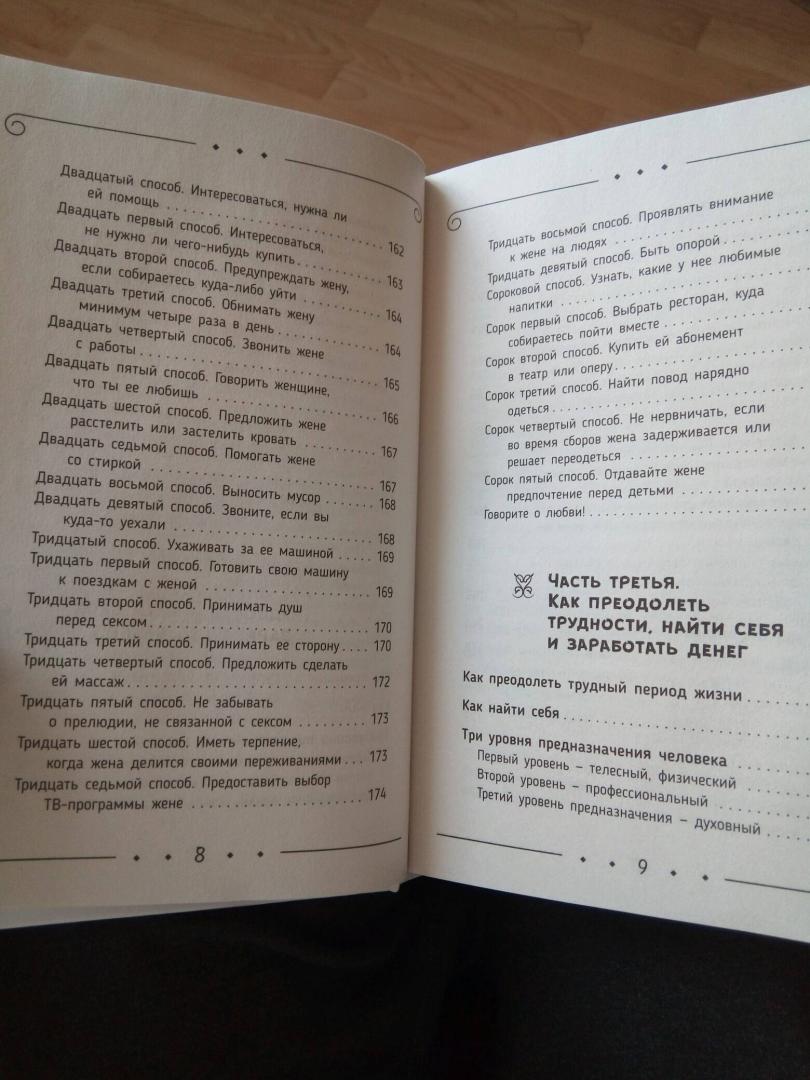 Двадцатый способ. Интересоваться, нужна ли
ей помощь . . . . . . . . . . . . . . . . . . . . . . . . . . . 162
Двадцать первый способ. Интересоваться,
не нужно ли чего-нибудь купить . . . . . . . . . . . . 163
Двадцать второй способ. Предупреждать жену,
если собираетесь куда-либо уйти . . . . . . . . . . . 164
Двадцать третий способ. Обнимать жену
минимум четыре раза в день . . . . . . . . . . . . . . 164
Двадцать четвертый способ. Звонить жене
с работы . . . . . . . . . . . . . . . . . . . . . . . . . . . . 165
Двадцать пятый способ. Говорить женщине,
что ты ее любишь . . . . . . . . . . . . . . . . . . . . . 166
Двадцать шестой способ. Предложить жене
расстелить или застелить кровать . . . . . . . . . . 167
Двадцать седьмой способ. Помогать жене
со стиркой . . . . . . . . . . . . . . . . . . . . . . . . . . 167
Двадцать восьмой способ. Выносить мусор . . . . . . 168
Двадцать девятый способ. Звоните, если вы
куда-то уехали . . . . . . . . . . . . . . . . . . . . . . . 168
Тридцатый способ. Ухаживать за ее машиной . . . . . 169
Тридцать первый способ. Готовить свою машину
к поездкам с женой . . . . . . . . . . . . . . . . . . . . 169
Тридцать второй способ. Принимать душ
перед сексом . . . . . . . . . . . . . . . . . . . . . . . . 170
Тридцать третий способ. Принимать ее сторону . . . . 170
Тридцать четвертый способ. Предложить сделать
ей массаж . . . . . . . . . . . . . . . . . . . . . . . . . . 172
Тридцать пятый способ. Не забывать
о прелюдии, не связанной с сексом . . . . . . . . . 173
Тридцать шестой способ. Иметь терпение,
когда жена делится своими переживаниями . . . . 173
Тридцать седьмой способ. Предоставить выбор
ТВ-программы жене . . . . . . . . . . . . . . . . . . . 174
8
Тридцать восьмой способ. Проявлять внимание
к жене на людях . . . . . . . . . . . . . . . . .
Тридцать девятый способ. Быть опорой . . . . . . . .
Сороковой способ. Узнать, какие у нее любимые
напитки . . . . . . . . . . . . . . . . . . . . . .
Сорок первый способ. Выбрать ресторан, куда
собираетесь пойти вместе . . . . . . . . . . . .
Сорок второй способ. Купить ей абонемент
в театр или оперу . . . . . . . . . . . . . . . .
Сорок третий способ. Найти повод нарядно
одеться . . . . . . . . . . . . . . . . . . . . . .
Сорок четвертый способ. Не нервничать, если
во время сборов жена задерживается или
решает переодеться . . . . . . . . . . . . . . .
Сорок пятый способ. Отдавайте жене
предпочтение перед детьми . . . . . . . . . . .
Говорите о любви! . . . . . . . . . . . . . . . . . .
Часть третья.
Как преодолеть
трудности, найти себя
и заработать денег
Как преодолеть трудный период жизни . . . . . .
Как найти себя . . . . . . . . . . . . . . . . . . . .
Три уровня предназначения человека . . . . . . .
Первый уровень – телесный, физический . . . . .
Второй уровень – профессиональный . . . . . . .
Третий уровень предназначения – духовный . . . .
9